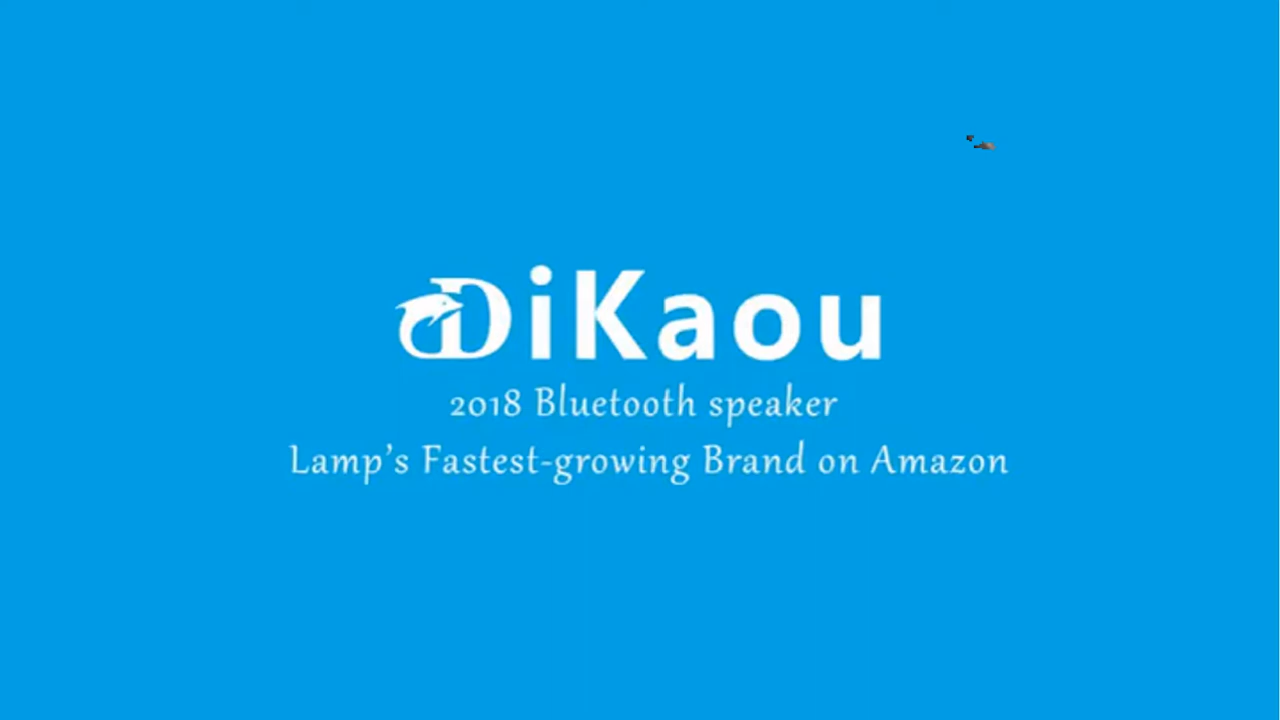 DiKaou
2018 Bluetooth speaker
Lamp's Fastest-growing Brand on Amazon